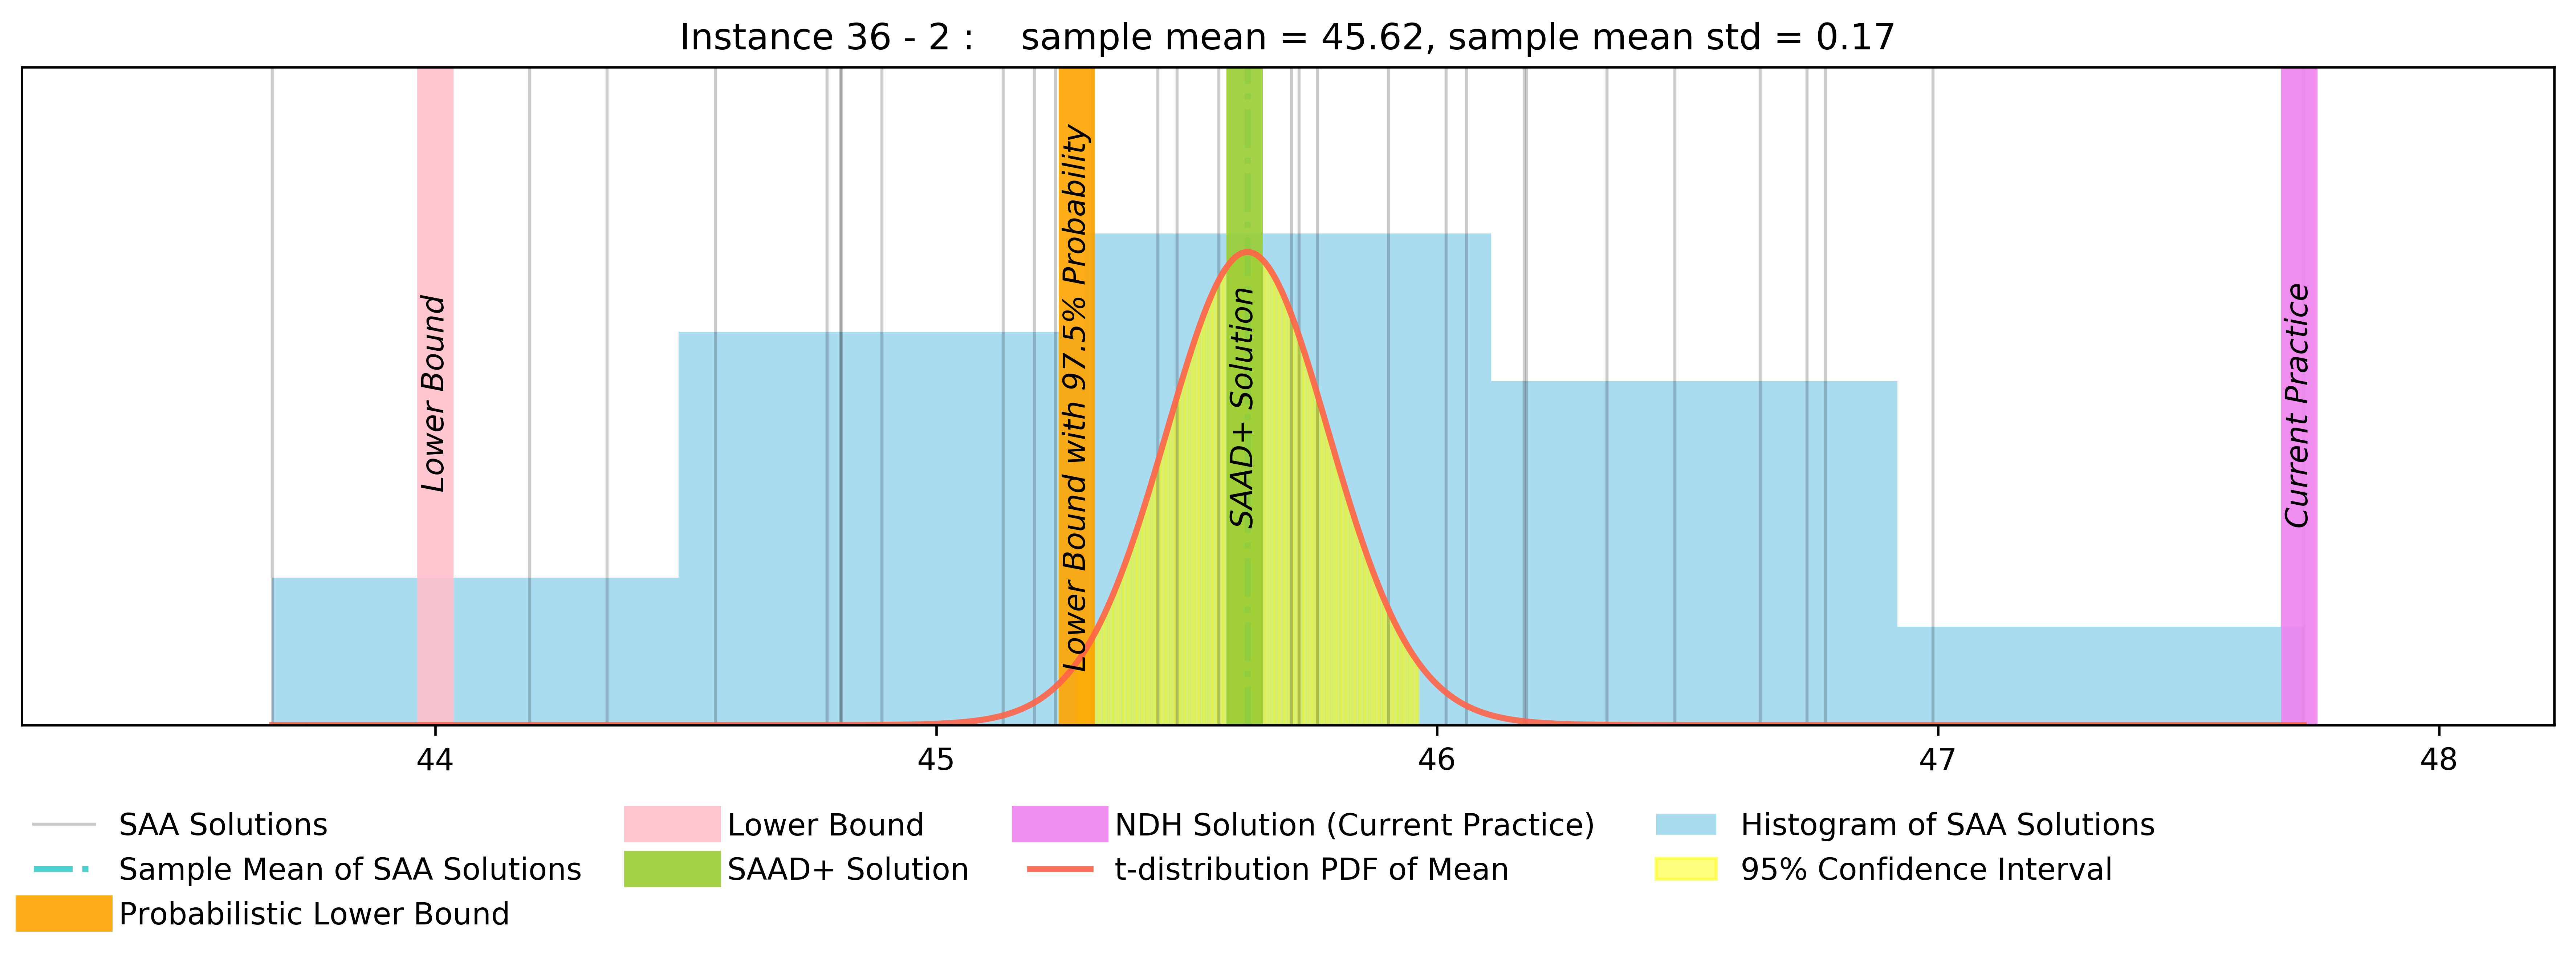 Instance 36 - 2 :    sample mean = 45.62, sample mean std = 0.17
Lower Bound
Lower Bound with 97.5% Probability
SAAD+ Solution
Current Practice
44 45 46 47 48
SAA Solutions
Sample Mean of SAA Solutions
Probabilistic Lower Bound
Lower Bound
SAAD+ Solution
NDH Solution (Current Practice)
t-distribution PDF of Mean
Histogram of SAA Solutions
95% Confidence Interval